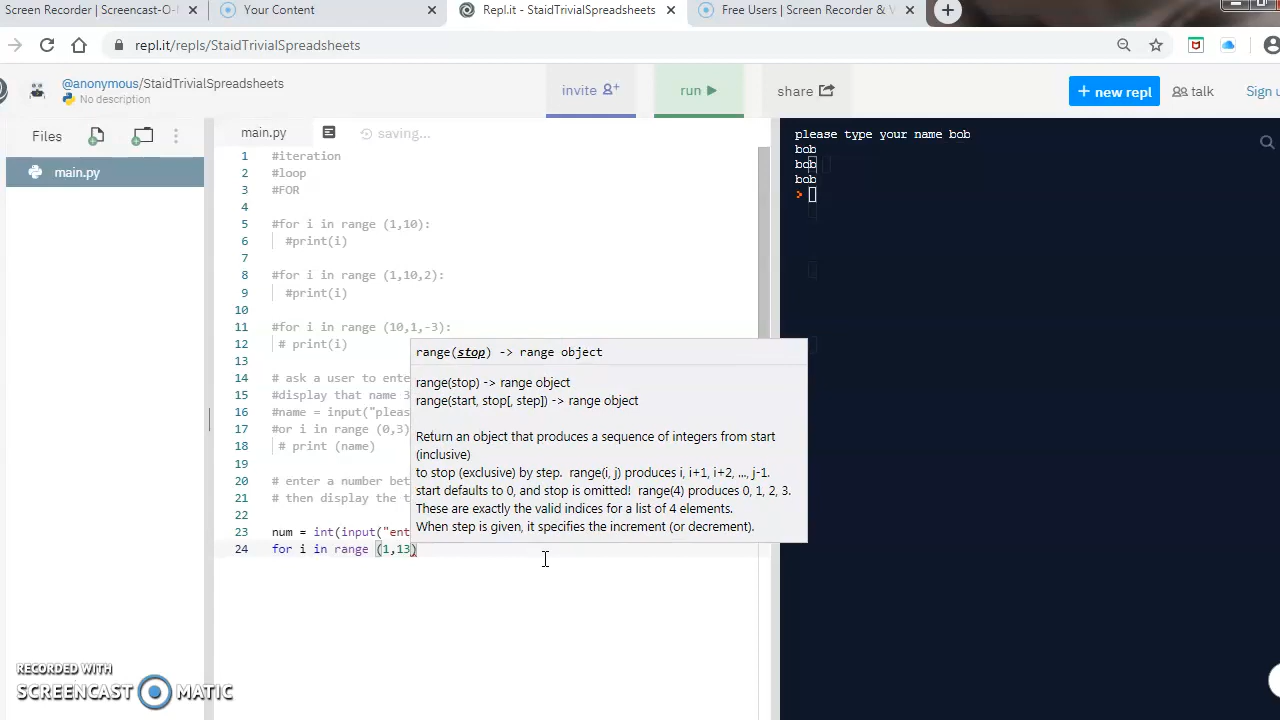 Screen Recorder | Screencast-O-
Your Content
Repl.it - StaidTrivialSpreadsheets
Free Users | Screen Recorder & V
repl.it/repls/StaidTrivialSpreadsheets
@anonymous/StaidTrivialSpreadsheets
No description
invite
run
share
+ new repl
talk
Sign u
Files
main.py
saving...
main.py
1 #iteration
2 #loop
3 #FOR
4
5 #for i in range (1,10):
6 #print(i)
7
8 #for i in range (1,10,2):
9 #print(i)
10
11 #for i in range (10,1,-3):
12 # print(i)
13
14 # ask a user to ente
15 #display that name 3
16 #name = input("pleas
17 #or i in range (0,3)
18 # print (name)
19
20 # enter a number bet
21 # then display the t
22
23 num = int(input("ent
24 for i in range (1,13)
range(stop) -> range object
range(stop) -> range object
range(start, stop[, step]) -> range object
Return an object that produces a sequence of integers from start
(inclusive)
to stop (exclusive) by step. range(i, j) produces i, i+1, i+2, ..., j-1.
start defaults to 0, and stop is omitted! range(4) produces 0, 1, 2, 3.
These are exactly the valid indices for a list of 4 elements.
When step is given, it specifies the increment (or decrement).
please type your name bob
bob
bob
bob
>
RECORDED WITH
SCREENCAST MATIC